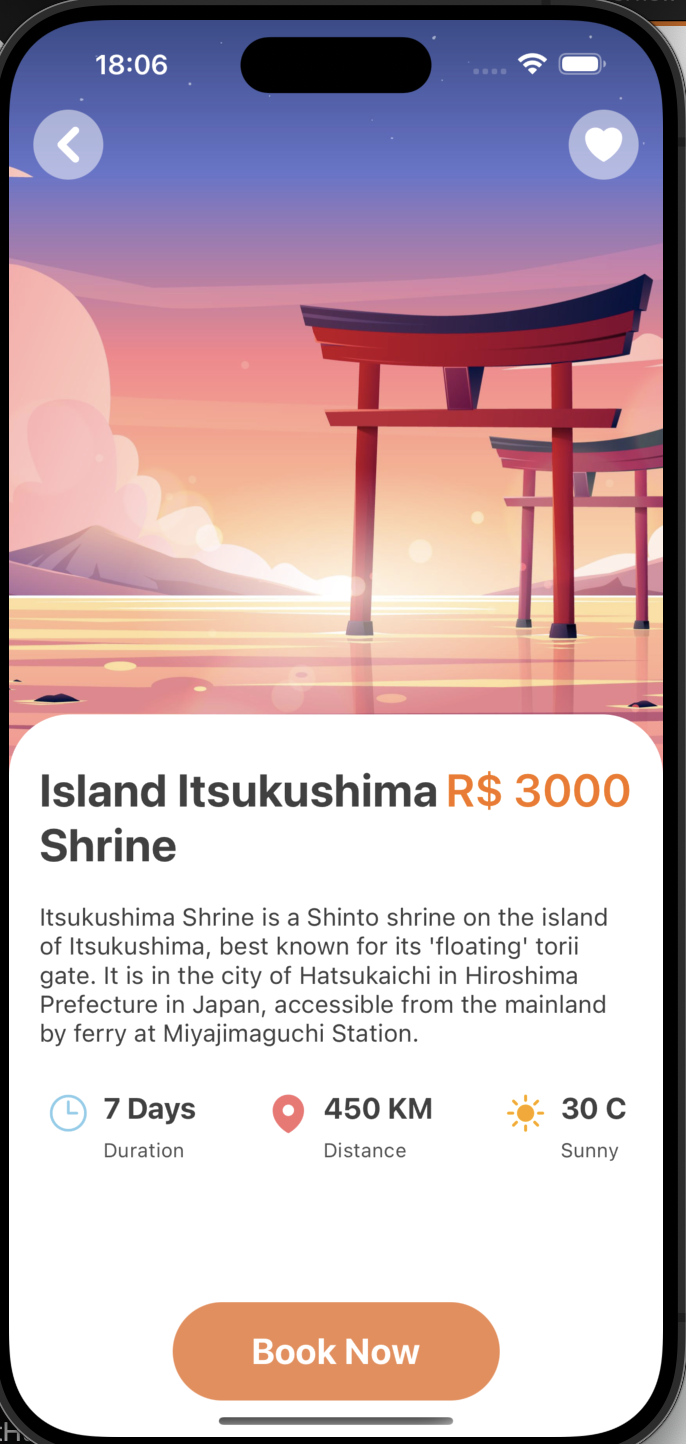 18:06
Island Itsukushima R$ 3000
Shrine
Itsukushima Shrine is a Shinto shrine on the island
of Itsukushima, best known for its 'floating' torii
gate. It is in the city of Hatsukaichi in Hiroshima
Prefecture in Japan, accessible from the mainland
by ferry at Miyajimaguchi Station.
7 Days 450 KM 30 C
Duration Distance Sunny
Book Now